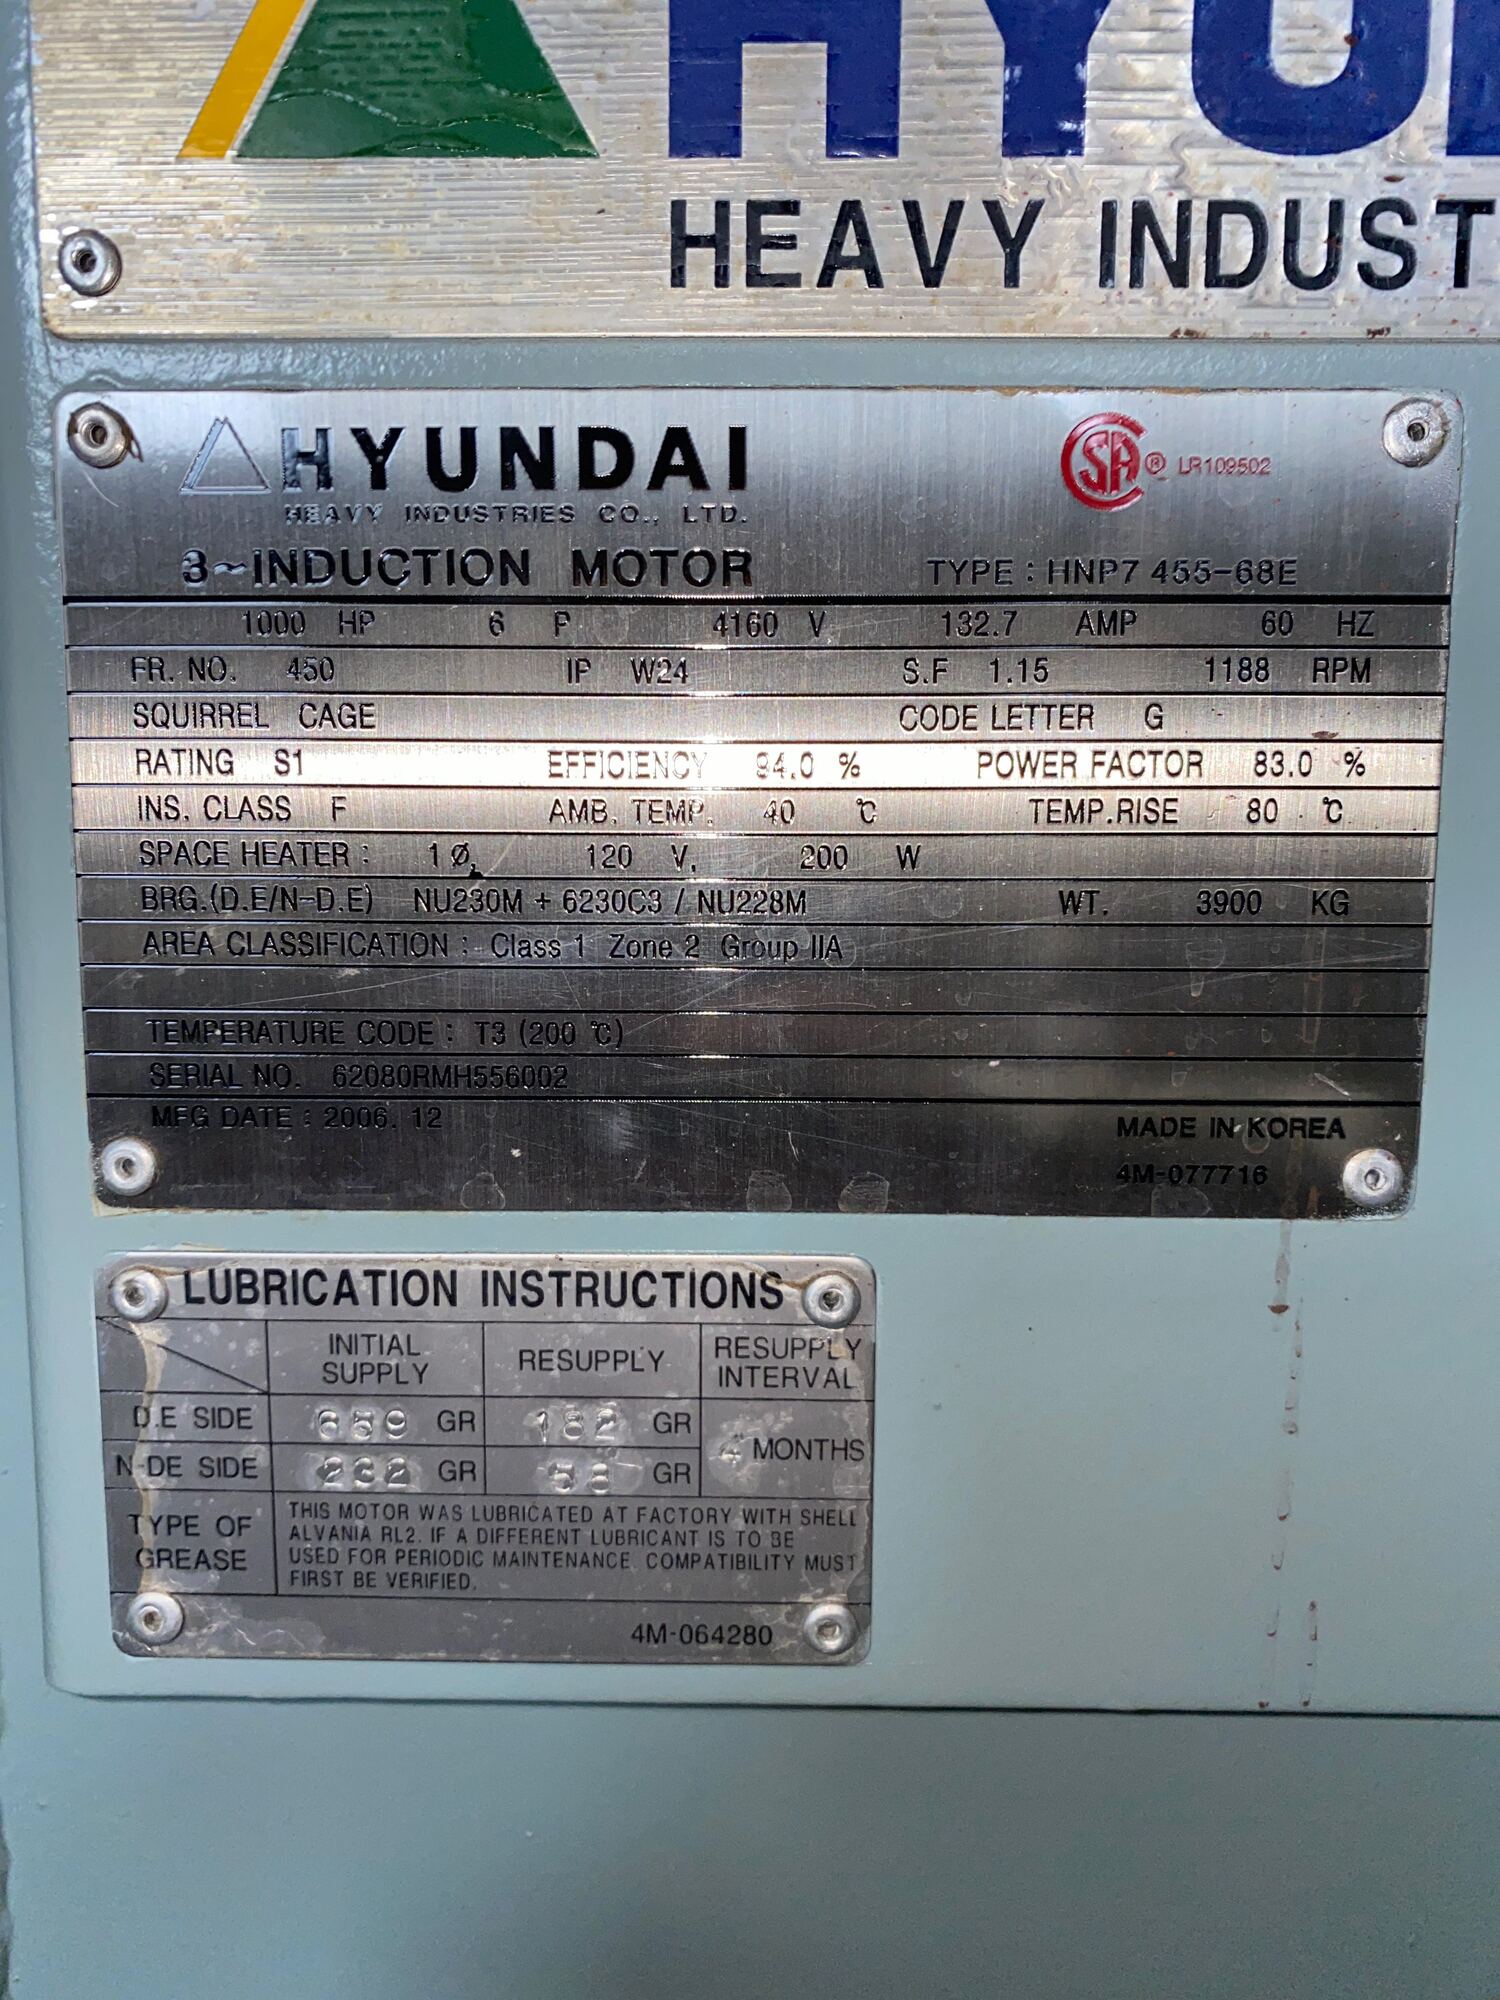 HYU
HEAVY INDUST
HYUNDAI
HEAVY INDUSTRIES CO., LTD.
CSA ® LR109502
3~INDUCTION MOTOR TYPE : HNP7 455-68E
1000 HP 6 P 4160 V 132.7 AMP 60 HZ
FR. NO. 450 IP W24 S.F 1.15 1188 RPM
SQUIRREL CAGE CODE LETTER G
RATING S1 EFFICIENCY 94.0 % POWER FACTOR 83.0 %
INS. CLASS F AMB. TEMP. 40 ℃ TEMP.RISE 80 ℃
SPACE HEATER : 1 Ø, 120 V, 200 W
BRG.(D.E/N-D.E) NU230M + 6230C3 / NU228M WT. 3900 KG
AREA CLASSIFICATION : Class 1 Zone 2 Group IIA
TEMPERATURE CODE : T3 (200 ℃)
SERIAL NO. 62080RMH556002
MFG DATE : 2006. 12
MADE IN KOREA
4M-077716
LUBRICATION INSTRUCTIONS
INITIAL SUPPLY RESUPPLY RESUPPLY INTERVAL
D.E SIDE 659 GR 182 GR 4 MONTHS
N-DE SIDE 232 GR 58 GR
TYPE OF GREASE
THIS MOTOR WAS LUBRICATED AT FACTORY WITH SHELL
ALVANIA RL2. IF A DIFFERENT LUBRICANT IS TO BE
USED FOR PERIODIC MAINTENANCE, COMPATIBILITY MUST
FIRST BE VERIFIED.
4M-064280